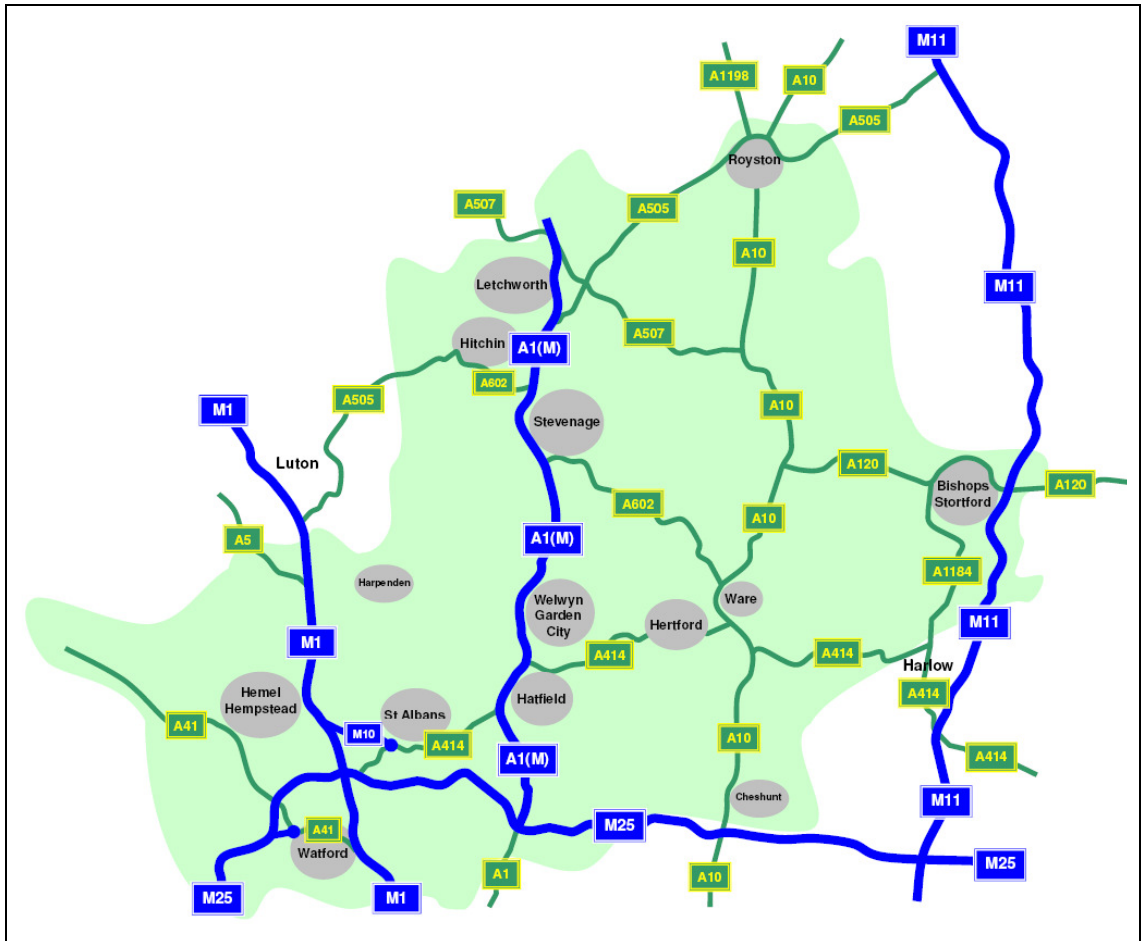 M11
A1198
A10
A505
Royston
A507
A505
A10
M11
Letchworth
A507
Hitchin
A1(M)
A602
A505
A10
M1
Stevenage
Luton
A120
Bishops
Stortford
A120
A602
A10
A5
A1(M)
A1184
Harpenden
Welwyn
Garden
City
Ware
Hertford
M11
M1
A414
A414
Harlow
Hemel
Hempstead
Hatfield
A414
St Albans
A41
M10
A414
A10
A1(M)
A414
Cheshunt
M11
M25
A41
Watford
M25
A1
A10
M25
M1